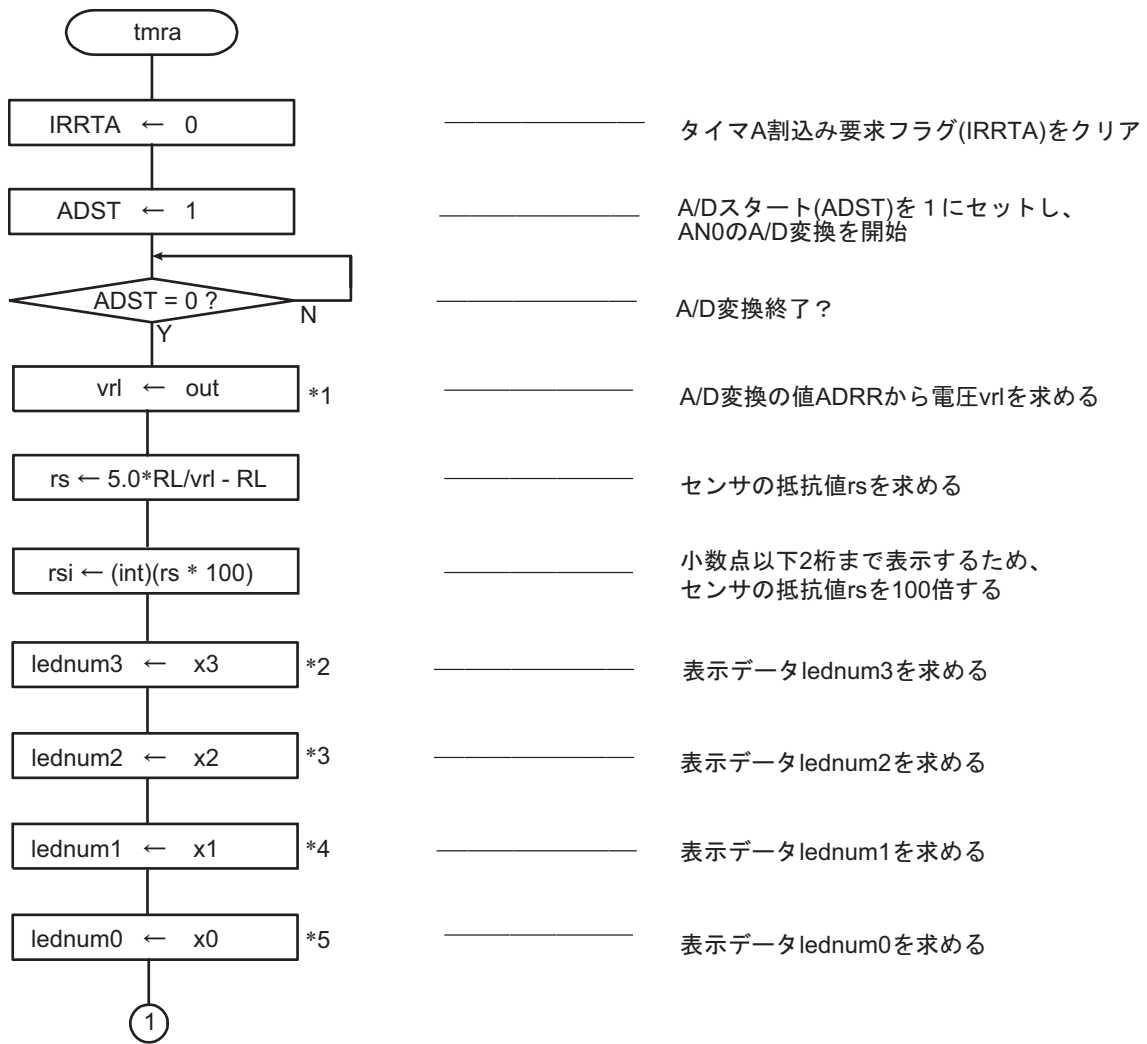 tmra
IRRTA ← 0
タイマA割込み要求フラグ(IRRTA)をクリア
ADST ← 1
A/Dスタート(ADST)を1にセットし、
AN0のA/D変換を開始
ADST = 0 ?
N
Y
A/D変換終了?
vrl ← out
*1
A/D変換の値ADRRから電圧vrlを求める
rs ← 5.0*RL/vrl - RL
センサの抵抗値rsを求める
rsi ← (int)(rs * 100)
小数点以下2桁まで表示するため、
センサの抵抗値rsを100倍する
lednum3 ← x3
*2
表示データlednum3を求める
lednum2 ← x2
*3
表示データlednum2を求める
lednum1 ← x1
*4
表示データlednum1を求める
lednum0 ← x0
*5
表示データlednum0を求める
1